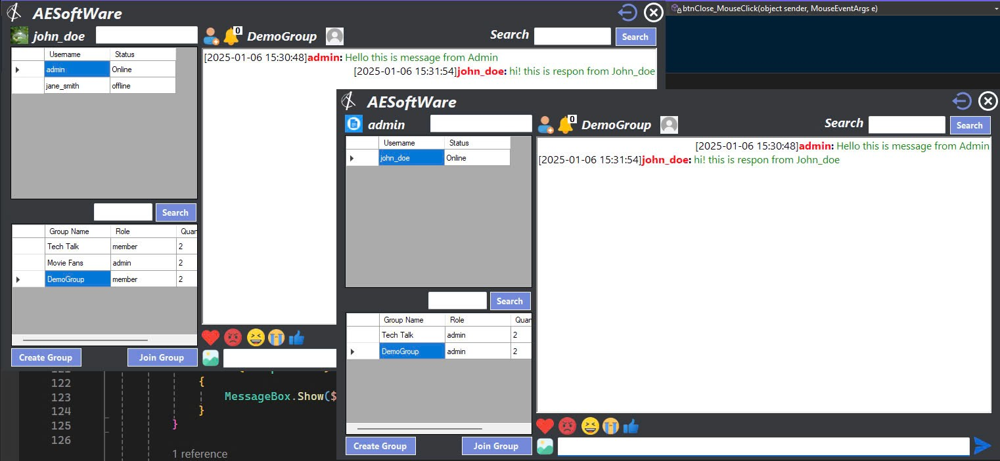 AESoftWare
btnClose_MouseClick(object sender, MouseEventArgs e)
john_doe
0
DemoGroup
Search
Search
Username Status
admin Online
jane_smith offline
[2025-01-06 15:30:48]admin: Hello this is message from Admin
[2025-01-06 15:31:54]john_doe: hi! this is respon from John_doe
Search
Group Name Role Quan
Tech Talk member 2
Movie Fans admin 2
DemoGroup member 2
Create Group
Join Group
122 {
123 MessageBox.Show($
124 }
125 }
126
1 reference
AESoftWare
admin
0
DemoGroup
Search
Search
Username Status
john_doe Online
[2025-01-06 15:30:48]admin: Hello this is message from Admin
[2025-01-06 15:31:54]john_doe: hi! this is respon from John_doe
Search
Group Name Role Quan
Tech Talk admin 2
DemoGroup admin 2
Create Group
Join Group